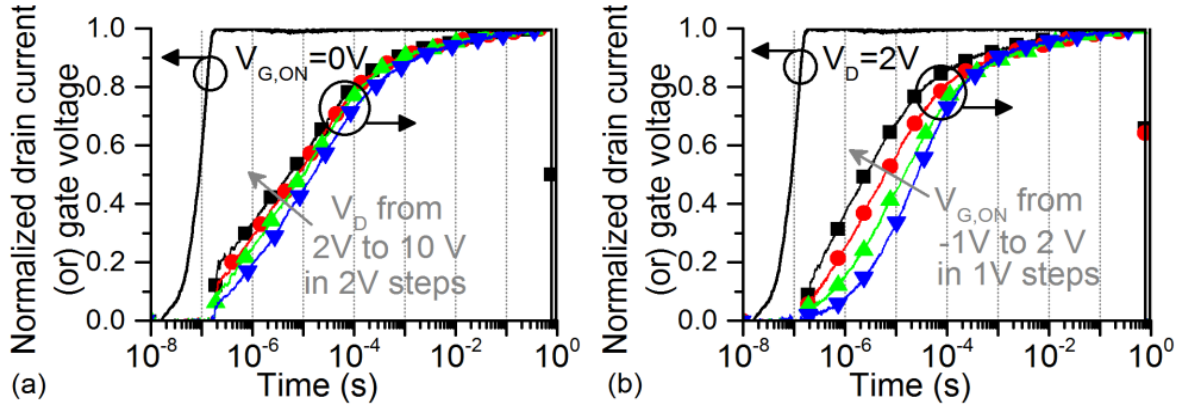 Normalized drain current
(or) gate voltage
1.0
0.8
0.6
0.4
0.2
0.0
V_G,ON=0V
V_D from
2V to 10 V
in 2V steps
10^-8
10^-6
10^-4
10^-2
10^0
Time (s)
(a)
Normalized drain current
(or) gate voltage
1.0
0.8
0.6
0.4
0.2
0.0
V_D=2V
V_G,ON from
-1V to 2 V
in 1V steps
10^-8
10^-6
10^-4
10^-2
10^0
Time (s)
(b)